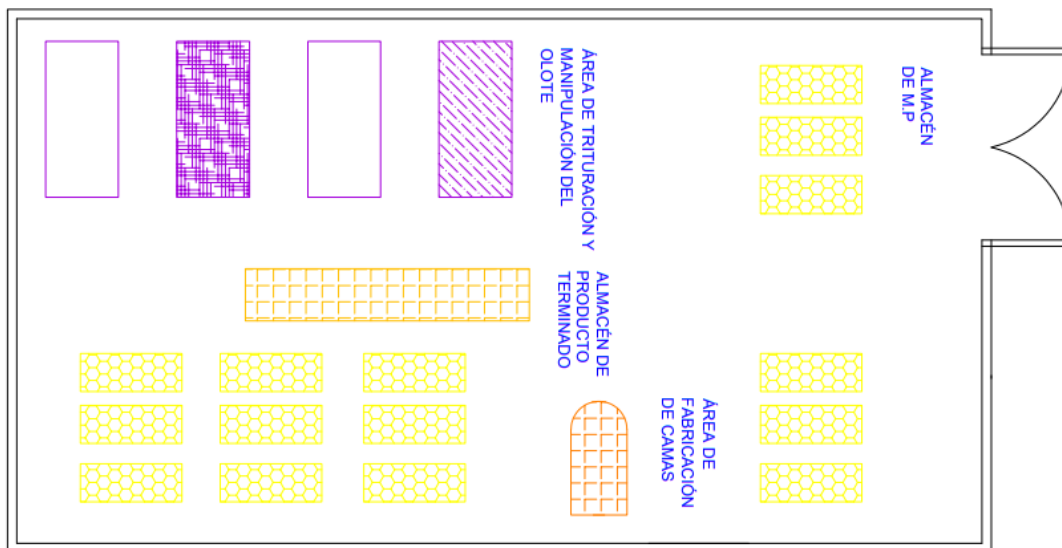 ÁREA DE TRITURACIÓN Y
MANIPULACIÓN DEL
OLOTE
ALMACÉN
DE M.P
ALMACÉN DE
PRODUCTO
TERMINADO
ÁREA DE
FABRICACIÓN
DE CAMAS